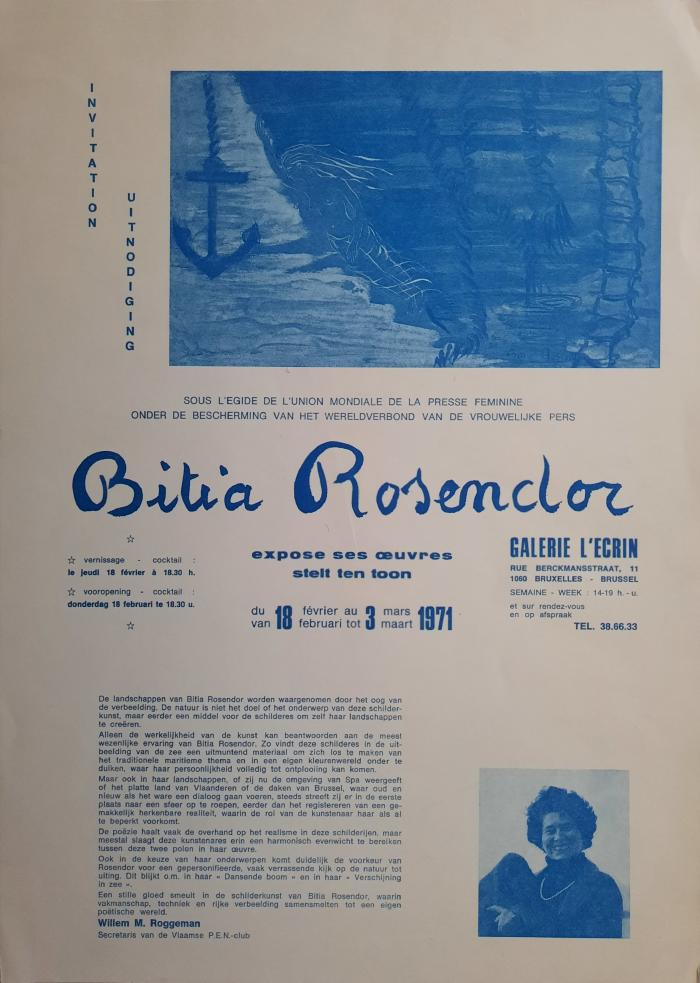 INVITATION
UITNODIGING
SOUS L'EGIDE DE L'UNION MONDIALE DE LA PRESSE FEMININE
ONDER DE BESCHERMING VAN HET WERELDVERBOND VAN DE VROUWELIJKE PERS
Bitia Rosendor
☆
☆ vernissage - cocktail :
le jeudi 18 février à 18.30 h.
☆ vooropening - cocktail :
donderdag 18 februari te 18.30 u.
☆
expose ses œuvres
stelt ten toon
du 18 février au 3 mars 1971
van 18 februari tot 3 maart 1971
GALERIE L'ECRIN
RUE BERCKMANSSTRAAT, 11
1060 BRUXELLES - BRUSSEL
SEMAINE - WEEK : 14-19 h. - u.
et sur rendez-vous
en op afspraak
TEL. 38.66.33
De landschappen van Bitia Rosendor worden waargenomen door het oog van
de verbeelding. De natuur is niet het doel of het onderwerp van deze schilder-
kunst, maar eerder een middel voor de schilderes om zelf haar landschappen
te creëren.
Alleen de werkelijkheid van de kunst kan beantwoorden aan de meest
wezenlijke ervaring van Bitia Rosendor. Zo vindt deze schilderes in de uit-
beelding van de zee een uitmuntend materiaal om zich los te maken van
het traditionele maritieme thema en in een eigen kleurenwereld onder te
duiken, waar haar persoonlijkheid volledig tot ontplooiing kan komen.
Maar ook in haar landschappen, of zij nu de omgeving van Spa weergeeft
of het platte land van Vlaanderen of de daken van Brussel, waar oud en
nieuw als het ware een dialoog gaan voeren, steeds streeft zij er in de eerste
plaats naar een sfeer op te roepen, eerder dan het registereren van een ge-
makkelijk herkenbare realiteit, waarin de rol van de kunstenaar haar als al
te beperkt voorkomt.
De poëzie haalt vaak de overhand op het realisme in deze schilderijen, maar
meestal slaagt deze kunstenares erin een harmonisch evenwicht te bereiken
tussen deze twee polen in haar œuvre.
Ook in de keuze van haar onderwerpen komt duidelijk de voorkeur van
Rosendor voor een gepersonifieerde, vaak verrassende kijk op de natuur tot
uiting. Dit blijkt o.m. in haar « Dansende boom » en in haar « Verschijning
in zee ».
Een stille gloed smeult in de schilderkunst van Bitia Rosendor, waarin
vakmanschap, techniek en rijke verbeelding samensmelten tot een eigen
poëtische wereld.
Willem M. Roggeman
Secretaris van de Vlaamse P.E.N.-club